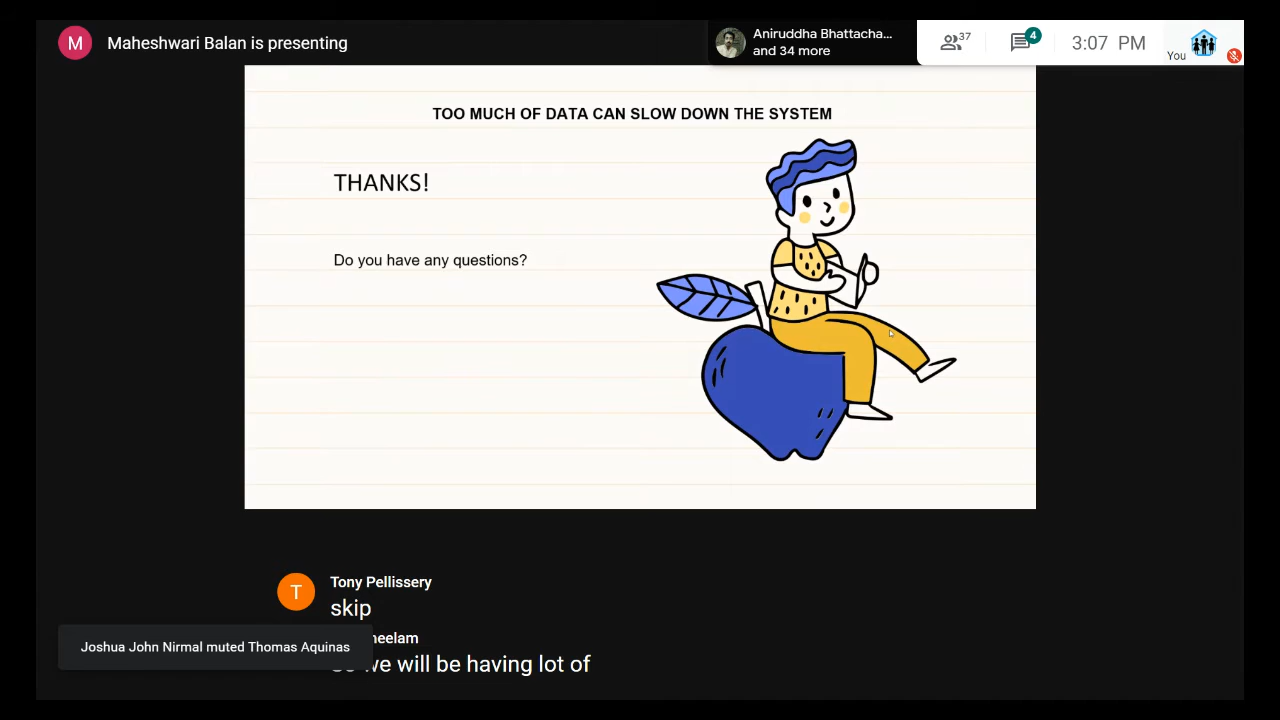 M
Maheshwari Balan is presenting
Aniruddha Bhattacha...
and 34 more
37
4
3:07 PM
You
TOO MUCH OF DATA CAN SLOW DOWN THE SYSTEM
THANKS!
Do you have any questions?
T
Tony Pellissery
skip
Joshua John Nirmal muted Thomas Aquinas
we will be having lot of